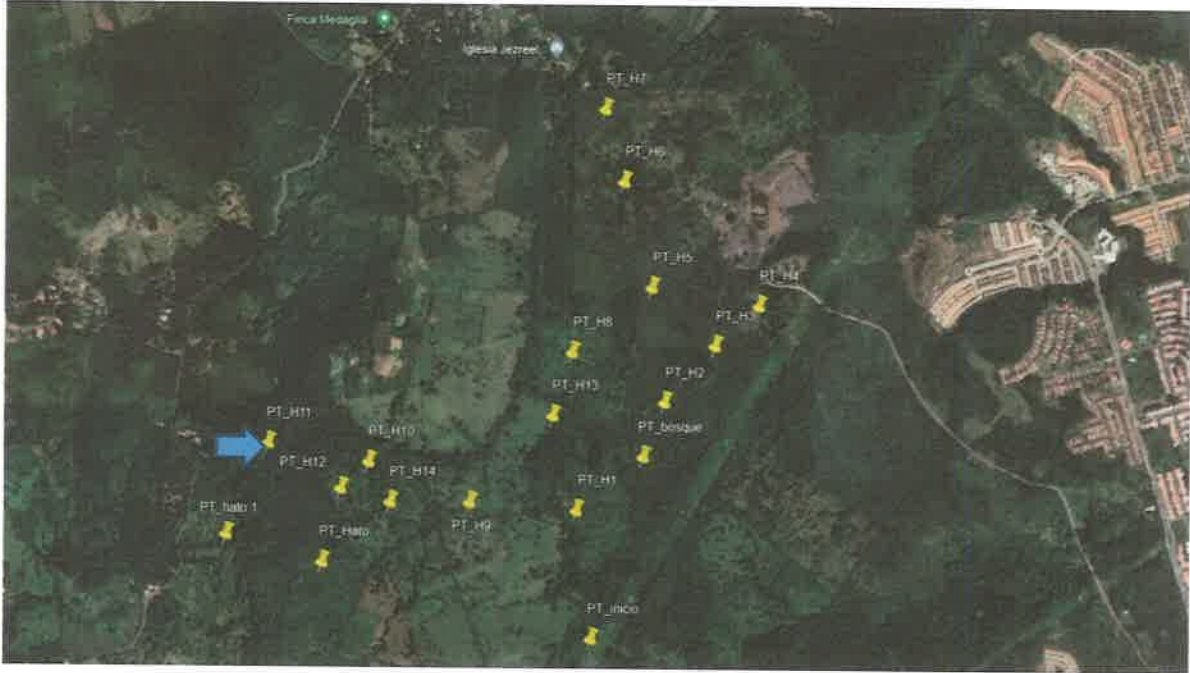 Finca Medaglia
Iglesia Jezreel
PT_H7
PT_H6
PT_H5
PT_H4
PT_H3
PT_H8
PT_H2
PT_H13
PT_H11
PT_bosque
PT_H10
PT_H12
PT_H14
PT_H1
PT_hato 1
PT_H9
PT_Hato
PT_inicio